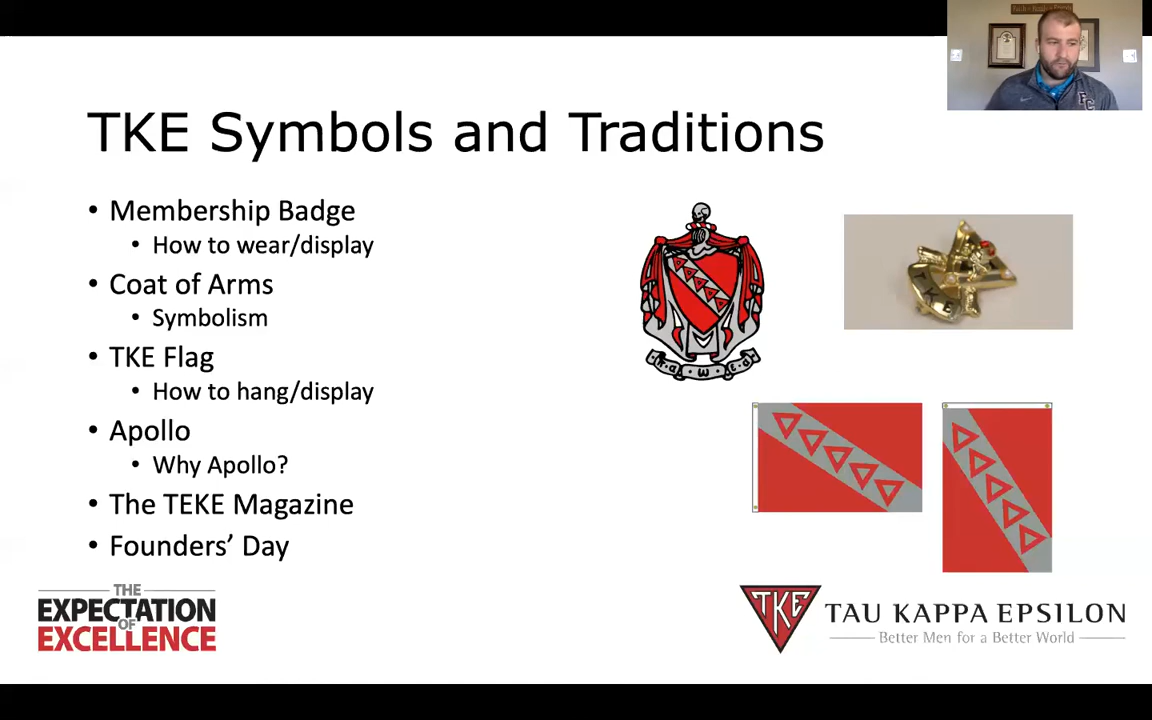 TKE Symbols and Traditions
• Membership Badge
• How to wear/display
• Coat of Arms
• Symbolism
• TKE Flag
• How to hang/display
• Apollo
• Why Apollo?
• The TEKE Magazine
• Founders’ Day
TKE
THE
EXPECTATION
OF
EXCELLENCE
TKE
TAU KAPPA EPSILON
Better Men for a Better World